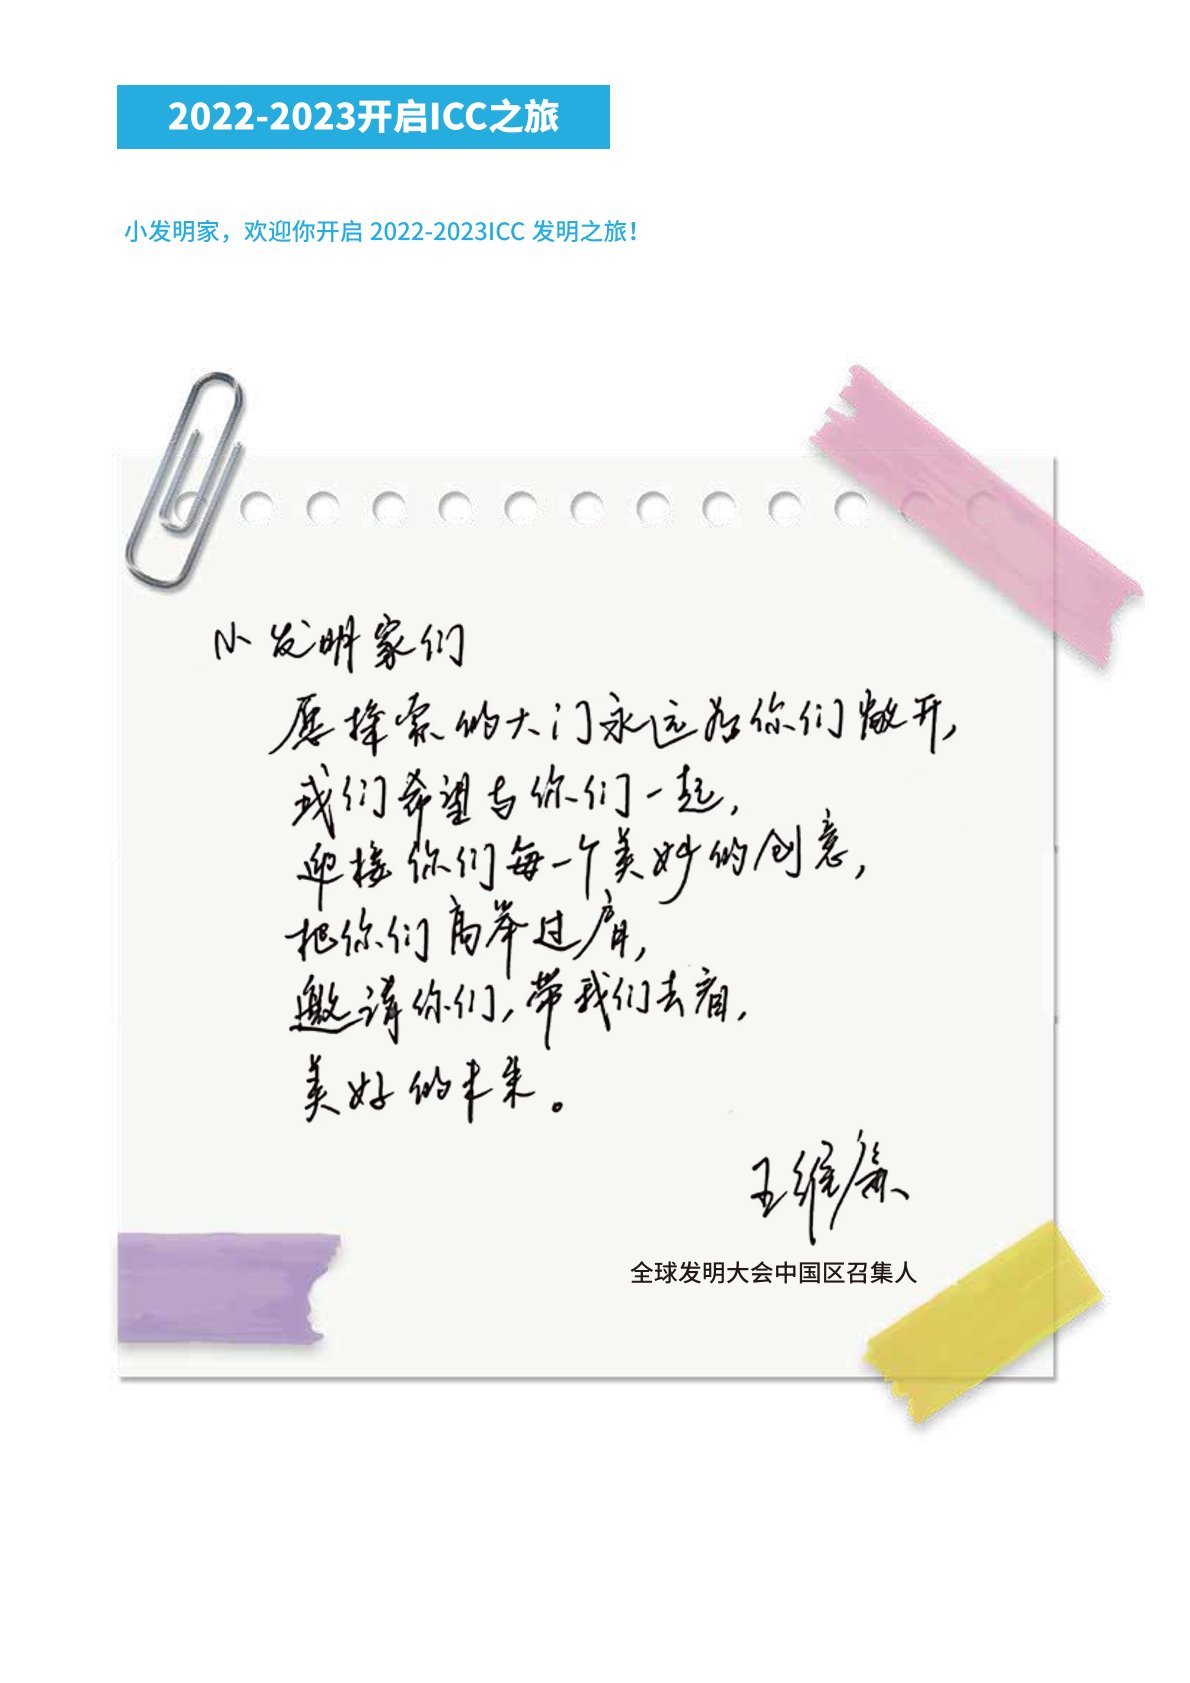 2022-2023开启ICC之旅
小发明家，欢迎你开启 2022-2023ICC 发明之旅！
小发明家们
愿探索的大门永远为你们敞开，
我们希望与你们一起，
迎接你们每一个美妙的创意，
把你们高举过肩，
邀请你们，带我们去看，
美好的未来。
王维
全球发明大会中国区召集人